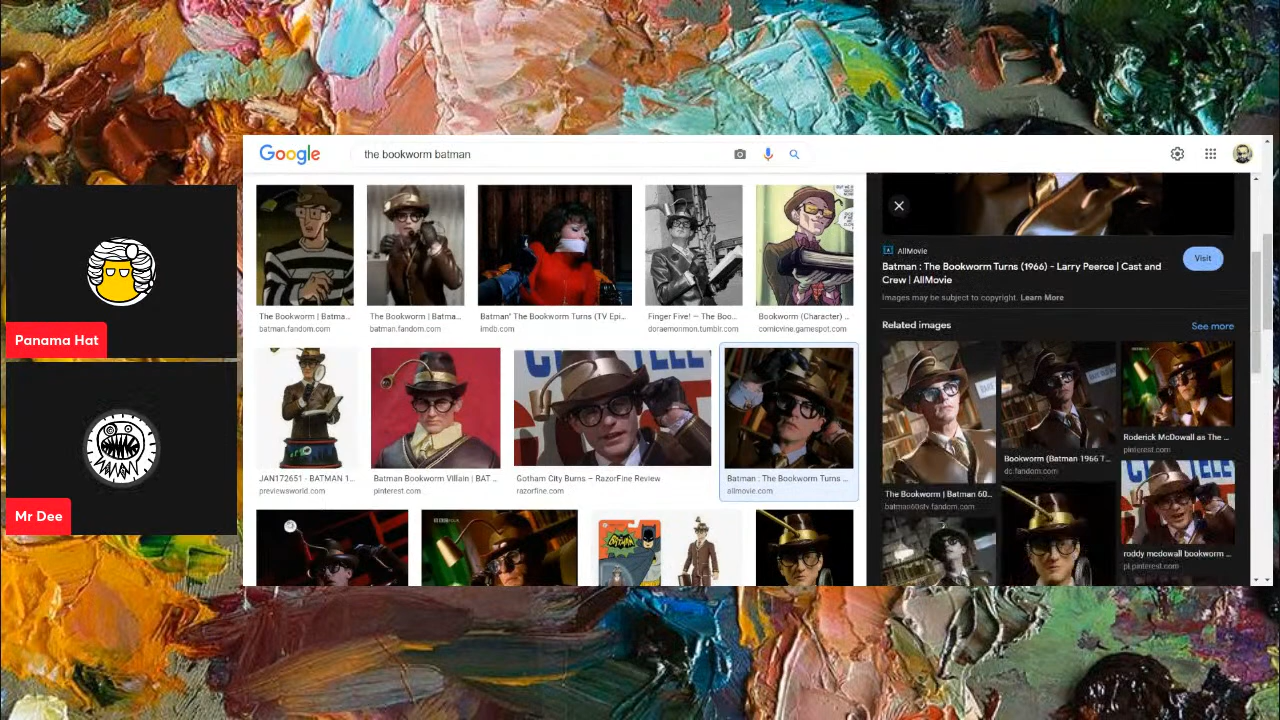 Google
the bookworm batman
The Bookworm | Batma...
batman.fandom.com
The Bookworm | Batma...
batman.fandom.com
Batman' The Bookworm Turns (TV Epi...
imdb.com
Finger Five! — The Boo...
doraemonmon.tumblr.com
Bookworm (Character) ...
comicvine.gamespot.com
JAN172651 - BATMAN 1...
previewsworld.com
Batman Bookworm Villain | BAT ...
pinterest.com
Gotham City Burns – RazorFine Review
razorfine.com
Batman : The Bookworm Turns ...
allmovie.com
BATMAN
AllMovie
Batman : The Bookworm Turns (1966) - Larry Peerce | Cast and
Crew | AllMovie
Visit
Images may be subject to copyright. Learn More
Related images
See more
The Bookworm | Batman 60...
batman60stv.fandom.com
Bookworm (Batman 1966 T...
dc.fandom.com
Roderick McDowall as The ...
pinterest.com
roddy mcdowall bookworm ...
pl.pinterest.com
Panama Hat
Mr Dee